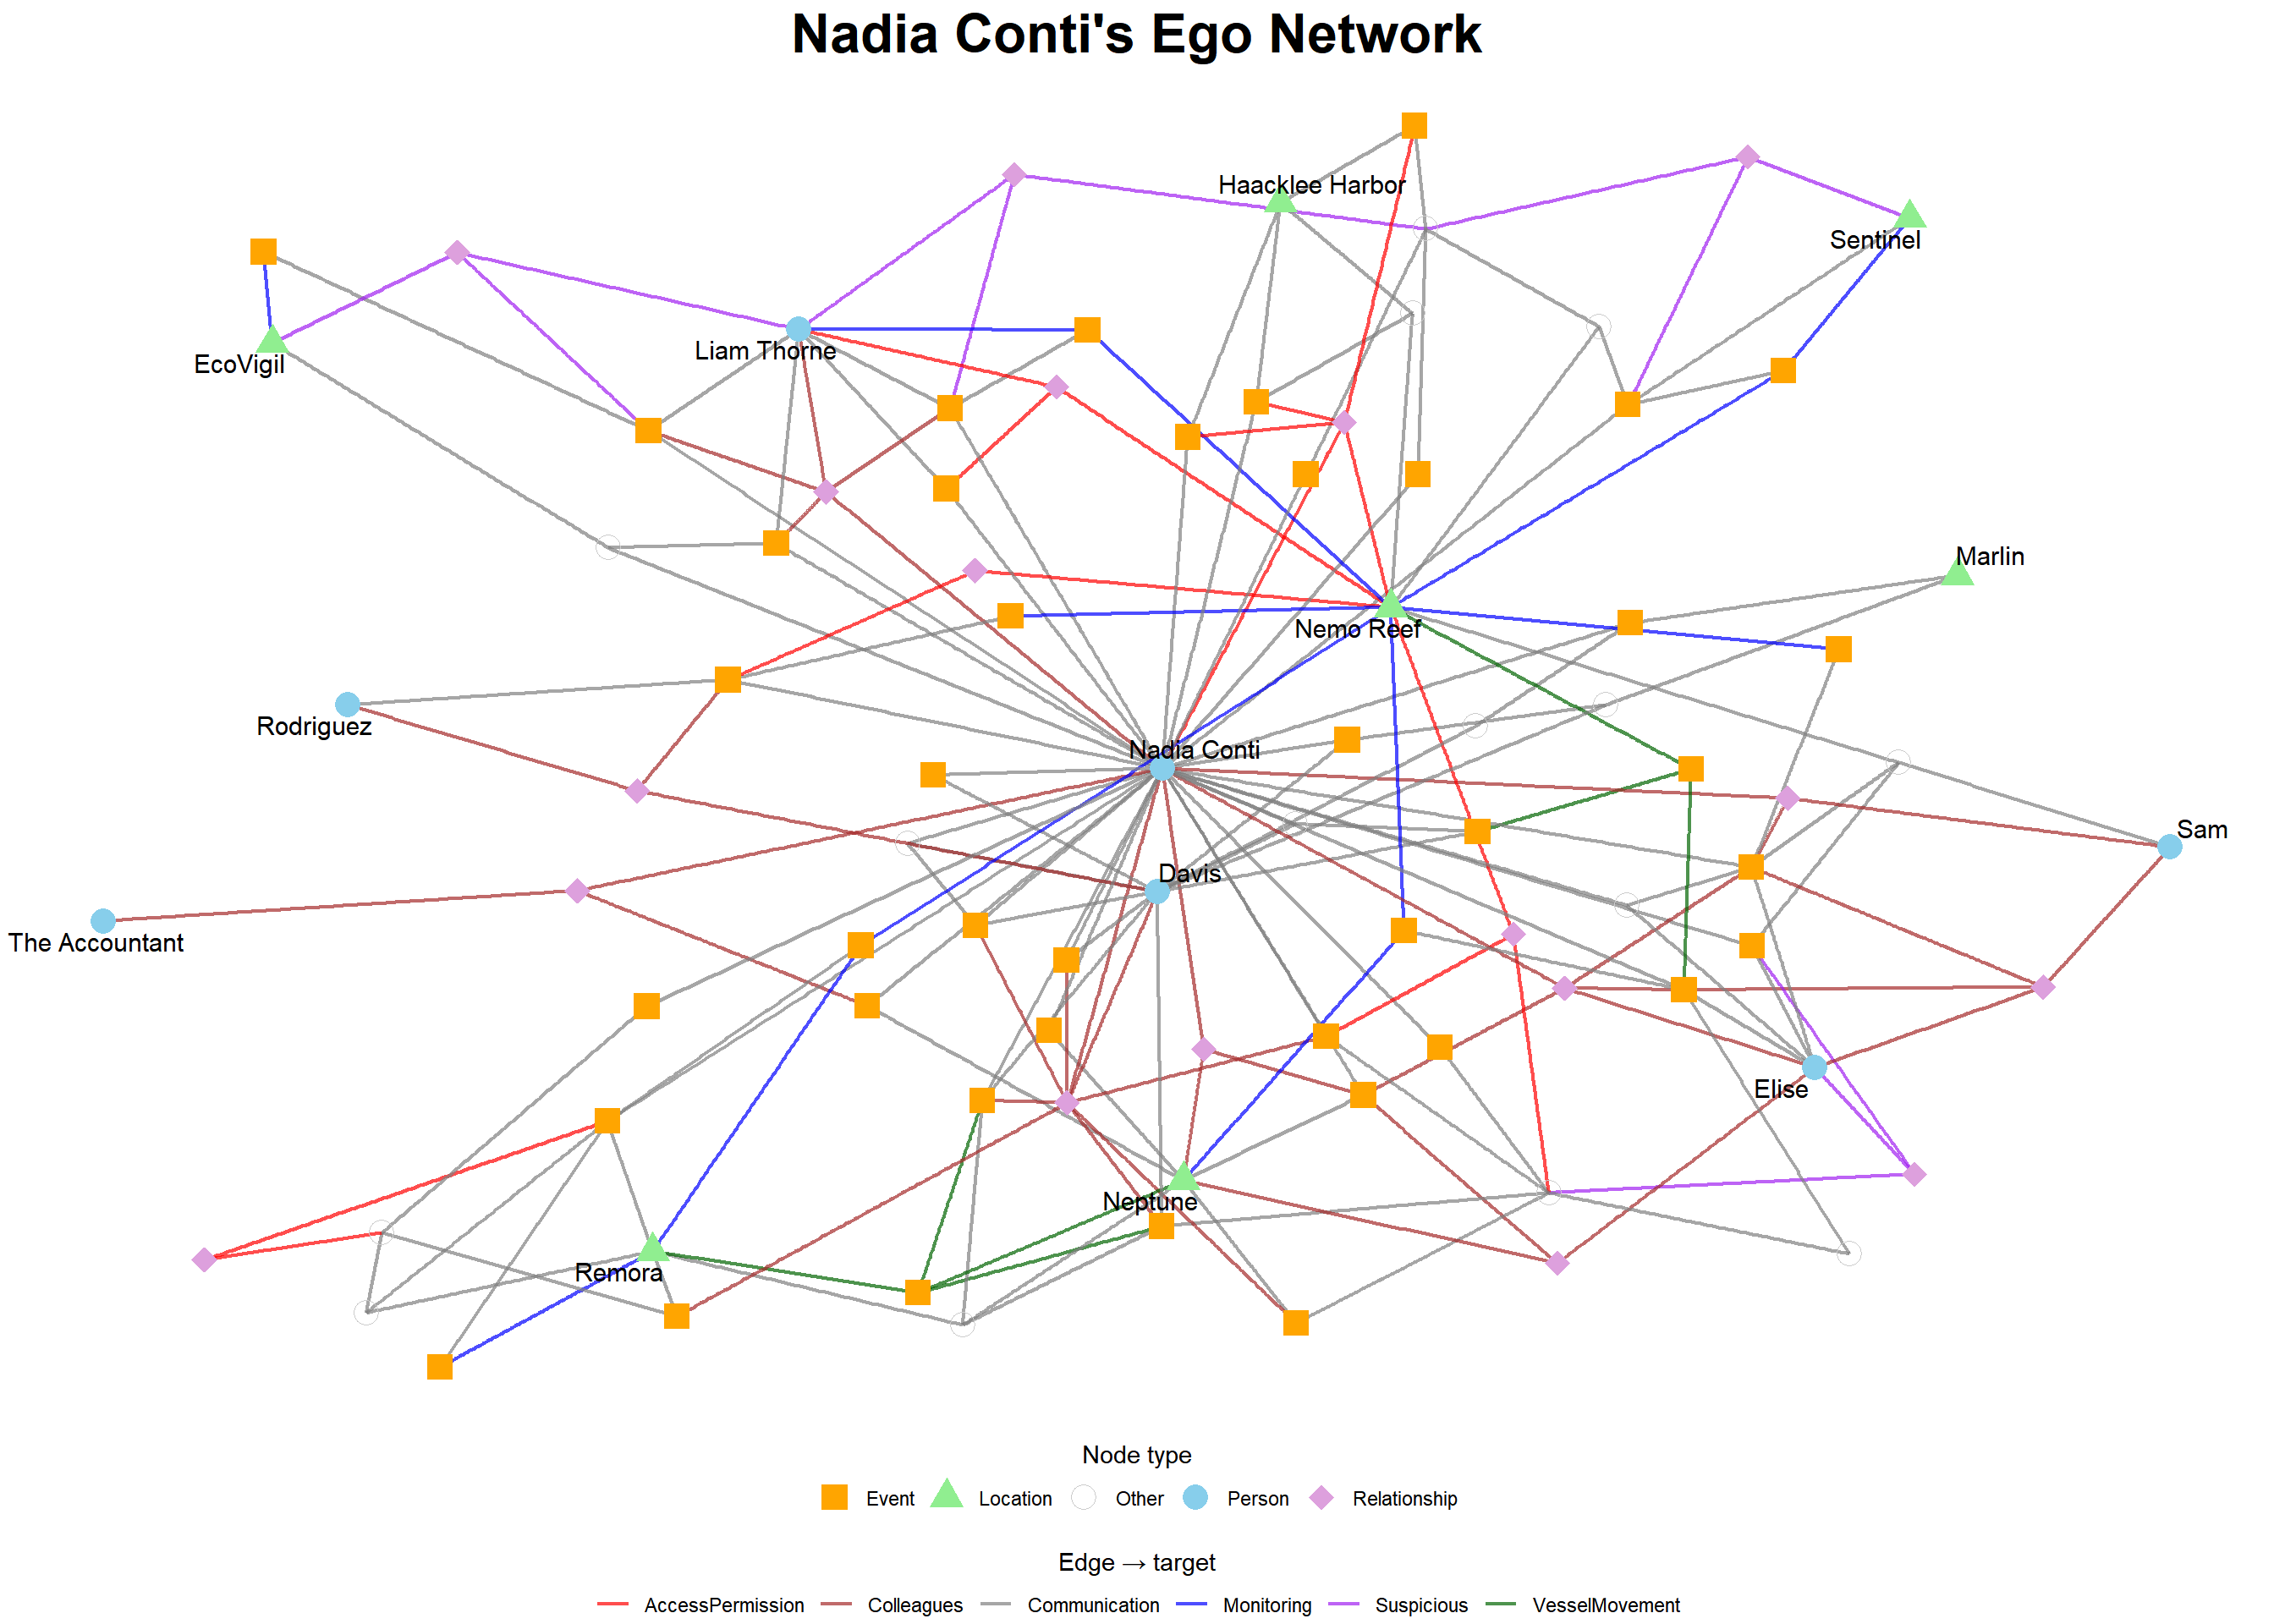 Nadia Conti's Ego Network
Haacklee Harbor
Sentinel
Liam Thorne
EcoVigil
Marlin
Nemo Reef
Rodriguez
Nadia Conti
Sam
Davis
The Accountant
Elise
Neptune
Remora
Node type
Event Location Other Person Relationship
Edge → target
AccessPermission Colleagues Communication Monitoring Suspicious VesselMovement